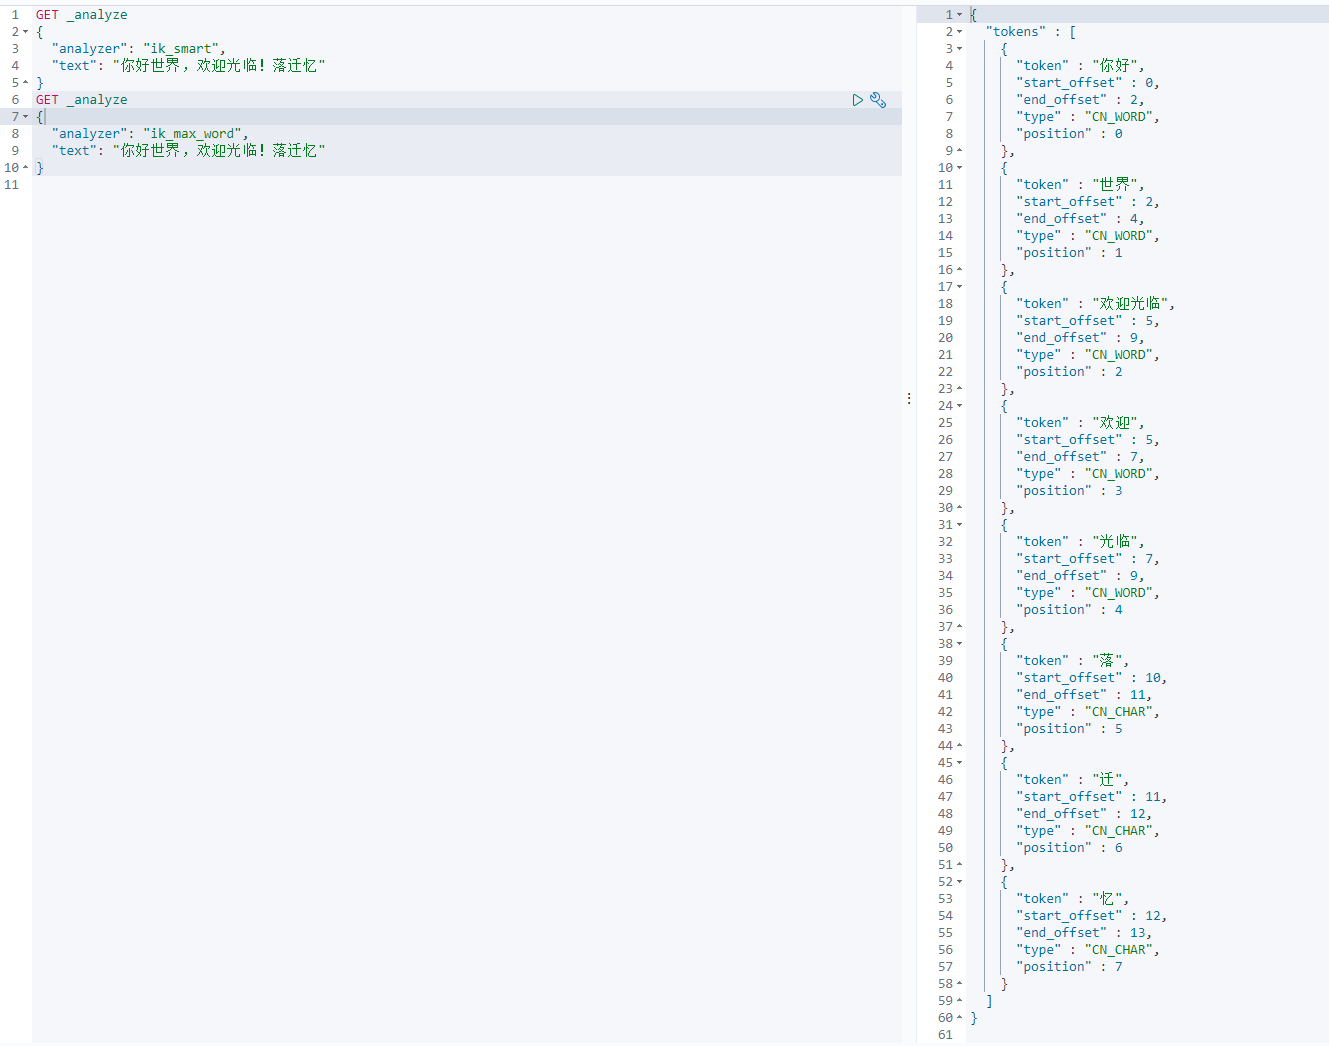 1 GET _analyze
2 {
3 "analyzer": "ik_smart",
4 "text": "你好世界，欢迎光临！落迁忆"
5 }
6 GET _analyze
7 {
8 "analyzer": "ik_max_word",
9 "text": "你好世界，欢迎光临！落迁忆"
10 }
11
1 {
2 "tokens" : [
3 {
4 "token" : "你好",
5 "start_offset" : 0,
6 "end_offset" : 2,
7 "type" : "CN_WORD",
8 "position" : 0
9 },
10 {
11 "token" : "世界",
12 "start_offset" : 2,
13 "end_offset" : 4,
14 "type" : "CN_WORD",
15 "position" : 1
16 },
17 {
18 "token" : "欢迎光临",
19 "start_offset" : 5,
20 "end_offset" : 9,
21 "type" : "CN_WORD",
22 "position" : 2
23 },
24 {
25 "token" : "欢迎",
26 "start_offset" : 5,
27 "end_offset" : 7,
28 "type" : "CN_WORD",
29 "position" : 3
30 },
31 {
32 "token" : "光临",
33 "start_offset" : 7,
34 "end_offset" : 9,
35 "type" : "CN_WORD",
36 "position" : 4
37 },
38 {
39 "token" : "落",
40 "start_offset" : 10,
41 "end_offset" : 11,
42 "type" : "CN_CHAR",
43 "position" : 5
44 },
45 {
46 "token" : "迁",
47 "start_offset" : 11,
48 "end_offset" : 12,
49 "type" : "CN_CHAR",
50 "position" : 6
51 },
52 {
53 "token" : "忆",
54 "start_offset" : 12,
55 "end_offset" : 13,
56 "type" : "CN_CHAR",
57 "position" : 7
58 }
59 ]
60 }
61